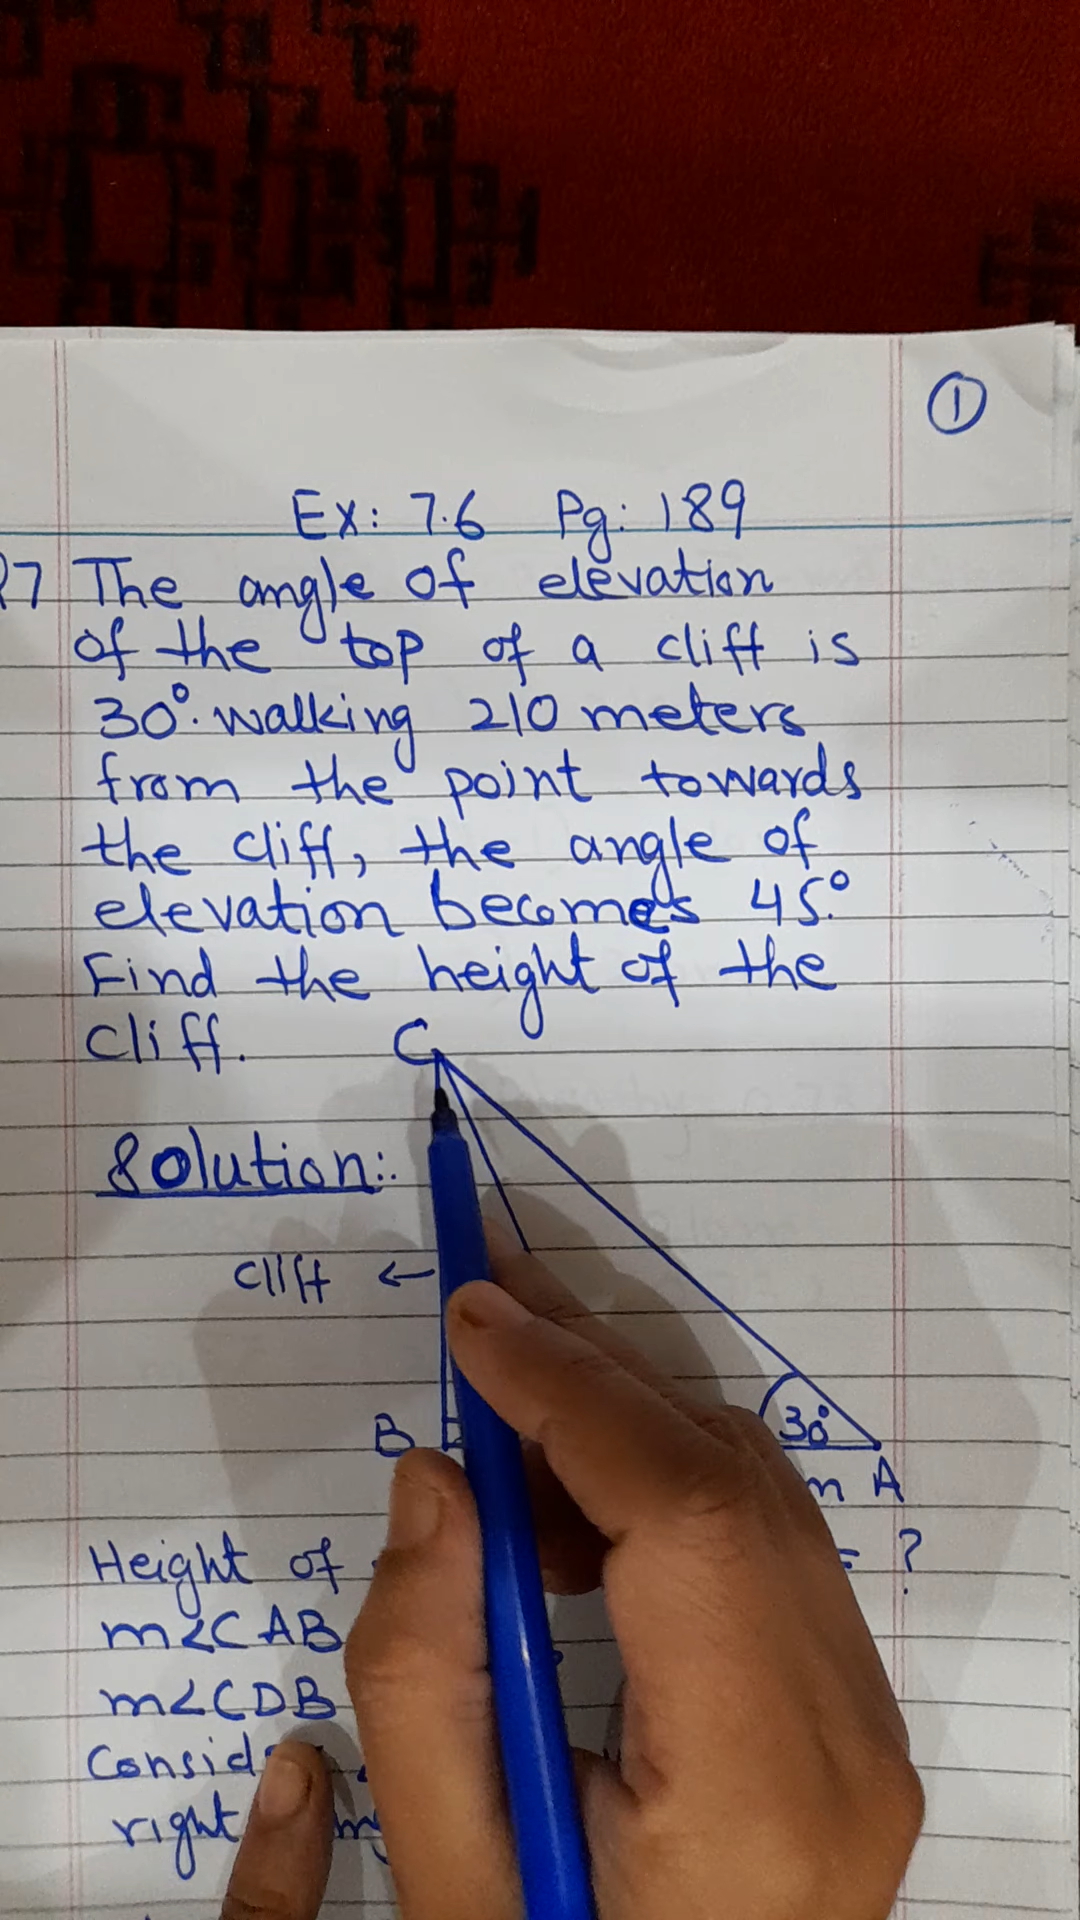 ①
Ex: 7.6 Pg: 189
7 The angle of elevation
of the top of a cliff is
30°. walking 210 meters
from the point towards
the cliff, the angle of
elevation becomes 45.°
Find the height of the
cliff.
C
Solution:.
cliff ←
30°
B
m A
Height of = ?
m∠CAB
m∠CDB
Consid
right